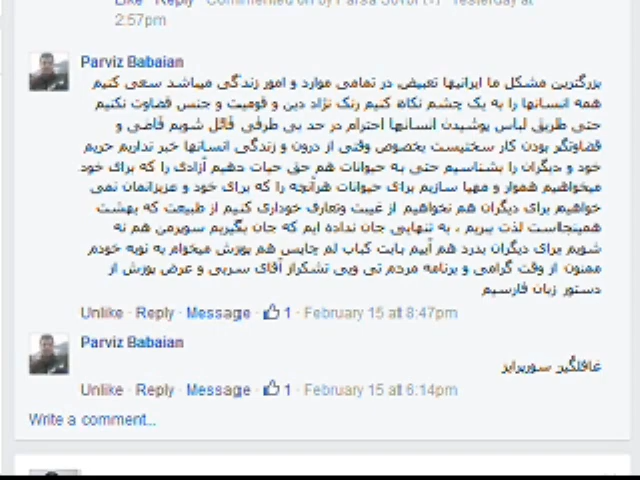 Like · Reply · Commented on by Parsa · Yesterday at
2:57pm
Parviz Babaian
بزرگترین مشکل ما ایرانیها تعبیض در تمامی موارد و امور زندگی میباشد سعی کنیم
همه انسانها را به یک چشم نگاه کنیم رنگ نژاد دین و قومیت و جنس قضاوت نکنیم
حتی طریق لباس پوشیدن انسانها احترام در حد بی طرفی قائل شویم قاضی و
قضاوتگر بودن کار سختیست بخصوص وقتی از درون و زندگی انسانها خبر نداریم حریم
خود و دیگران را بشناسیم حتی به حیوانات هم حق حیات دهیم آزادی را که برای خود
میخواهیم هموار و مهیا سازیم برای حیوانات هرآنچه را که برای خود و عزیزانمان نمی
خواهیم برای دیگران هم نخواهیم از غیبت وتعارف خوداری کنیم از طبیعت که بهشت
همینجاست لذت ببریم ، به تنهایی جان نداده ایم که جان بگیریم سوپرمن هم نه
شویم برای دیگران بدرد هم آییم بابت کباب لم جایس هم پوزش میخوام به نوبه خودم
ممنون از وقت گرامی و برنامه مردم تی وی تشکراز آقای سربی و عرض پوزش از
دستور زبان فارسیم
Unlike · Reply · Message · 1 · February 15 at 8:47pm
Parviz Babaian
غافلگیر سورپرایز
Unlike · Reply · Message · 1 · February 15 at 6:14pm
Write a comment...